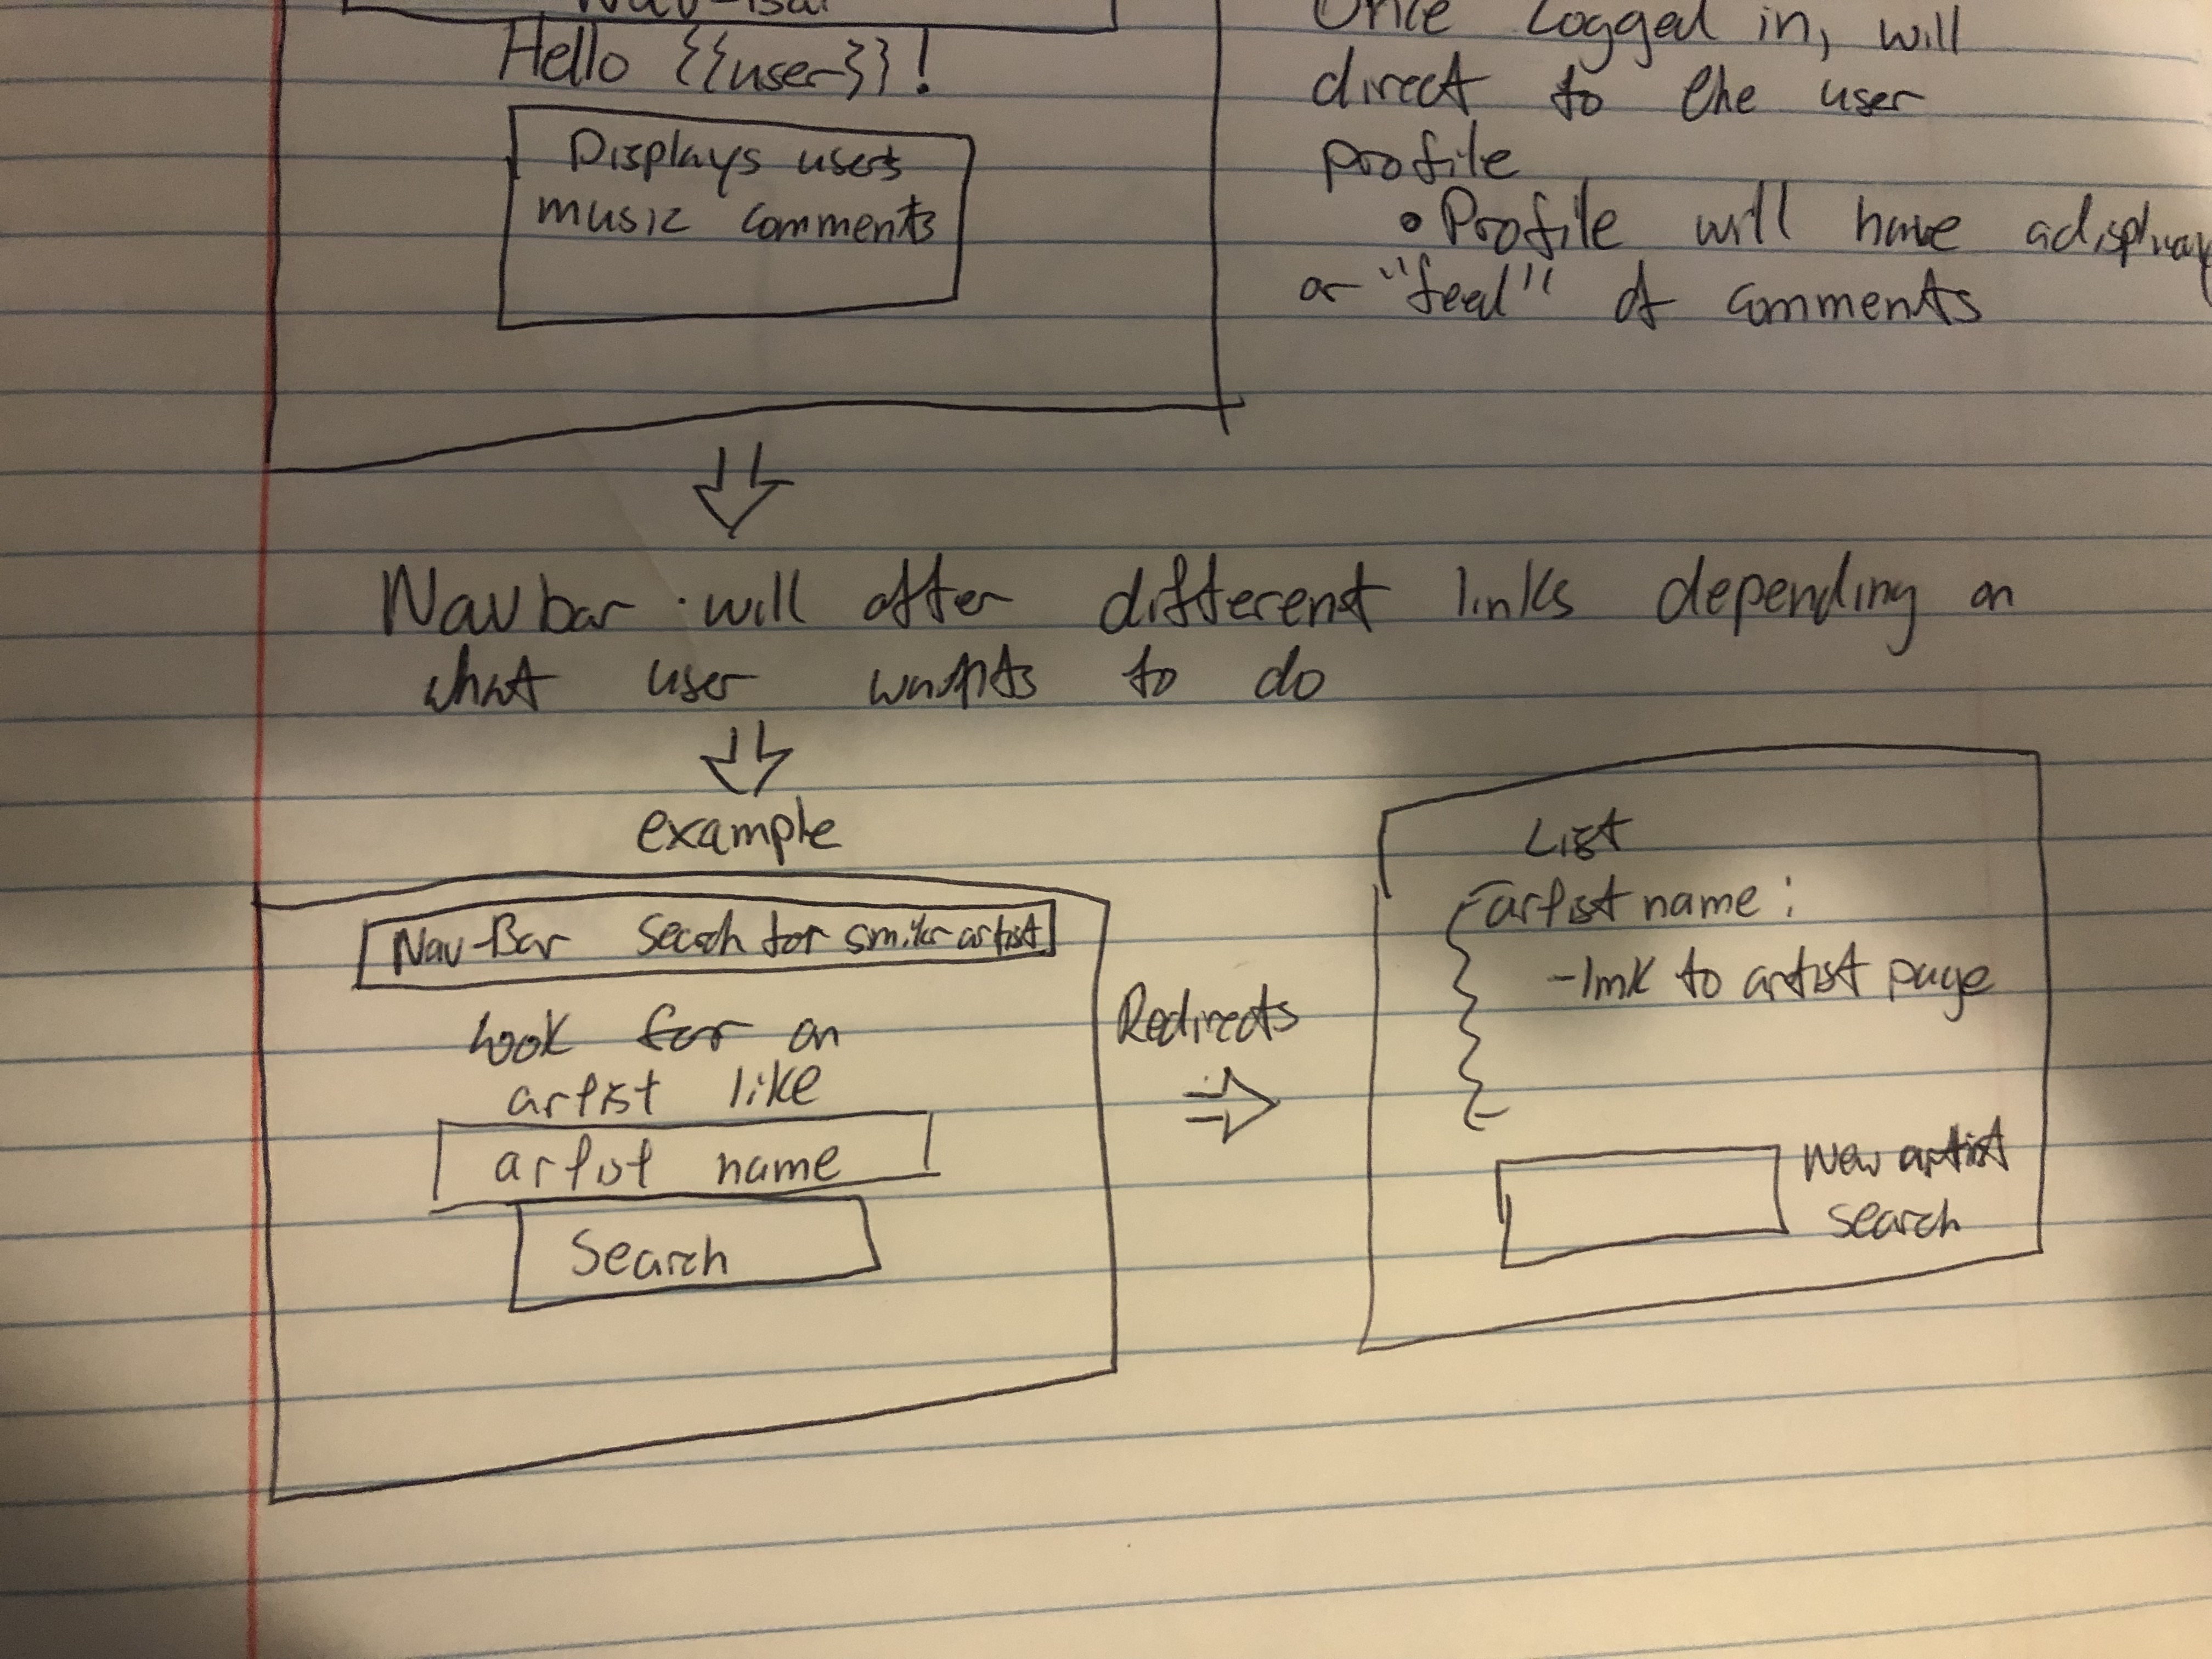 Nav-Bar
Hello {{user}}!
Displays users
music comments
Once Logged in, will
direct to the user
profile
• Profile will have a display
or "feed" of comments
Nav bar will offer different links depending on
what user wants to do
example
Nav-Bar Search for similar artist
Look for an
artist like
artist name
Search
Redirects
List
artist name:
- link to artist page
New artist
search